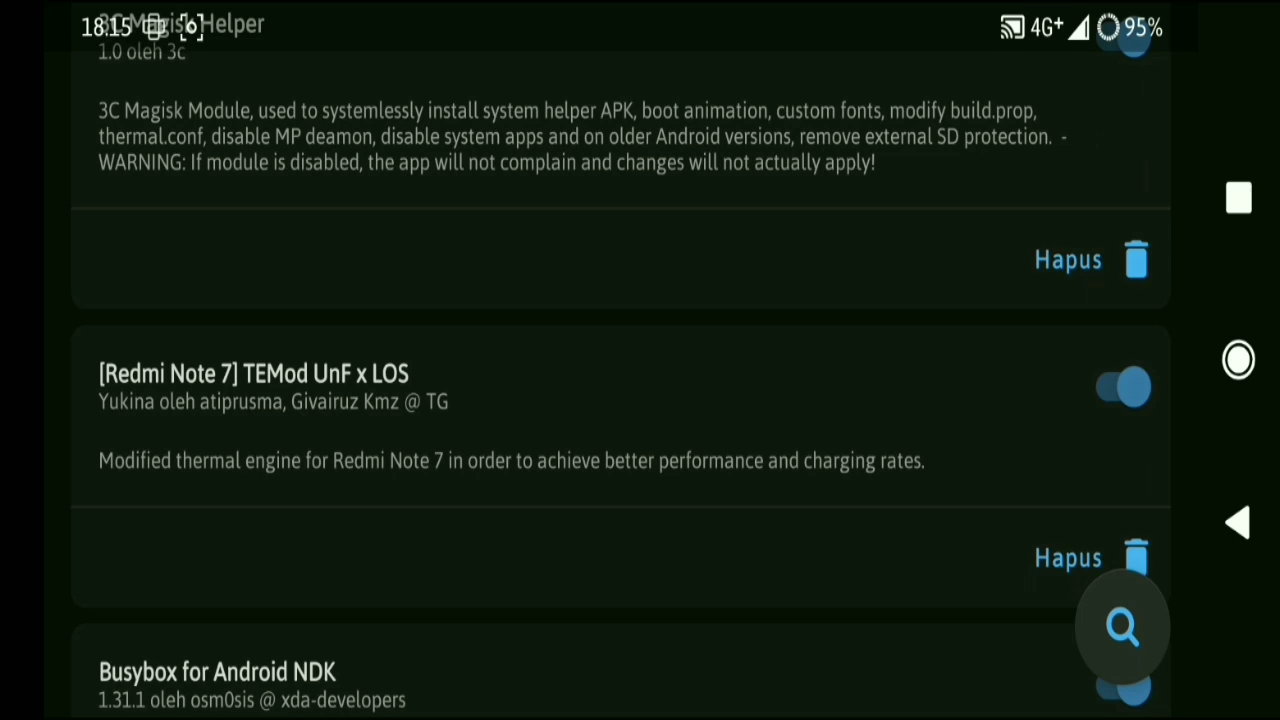 3C Magisk Helper
18.15
4G+
95%
1.0 oleh 3c
3C Magisk Module, used to systemlessly install system helper APK, boot animation, custom fonts, modify build.prop,
thermal.conf, disable MP deamon, disable system apps and on older Android versions, remove external SD protection. -
WARNING: If module is disabled, the app will not complain and changes will not actually apply!
Hapus
[Redmi Note 7] TEMod UnF x LOS
Yukina oleh atiprusma, Givairuz Kmz @ TG
Modified thermal engine for Redmi Note 7 in order to achieve better performance and charging rates.
Hapus
Busybox for Android NDK
1.31.1 oleh osm0sis @ xda-developers